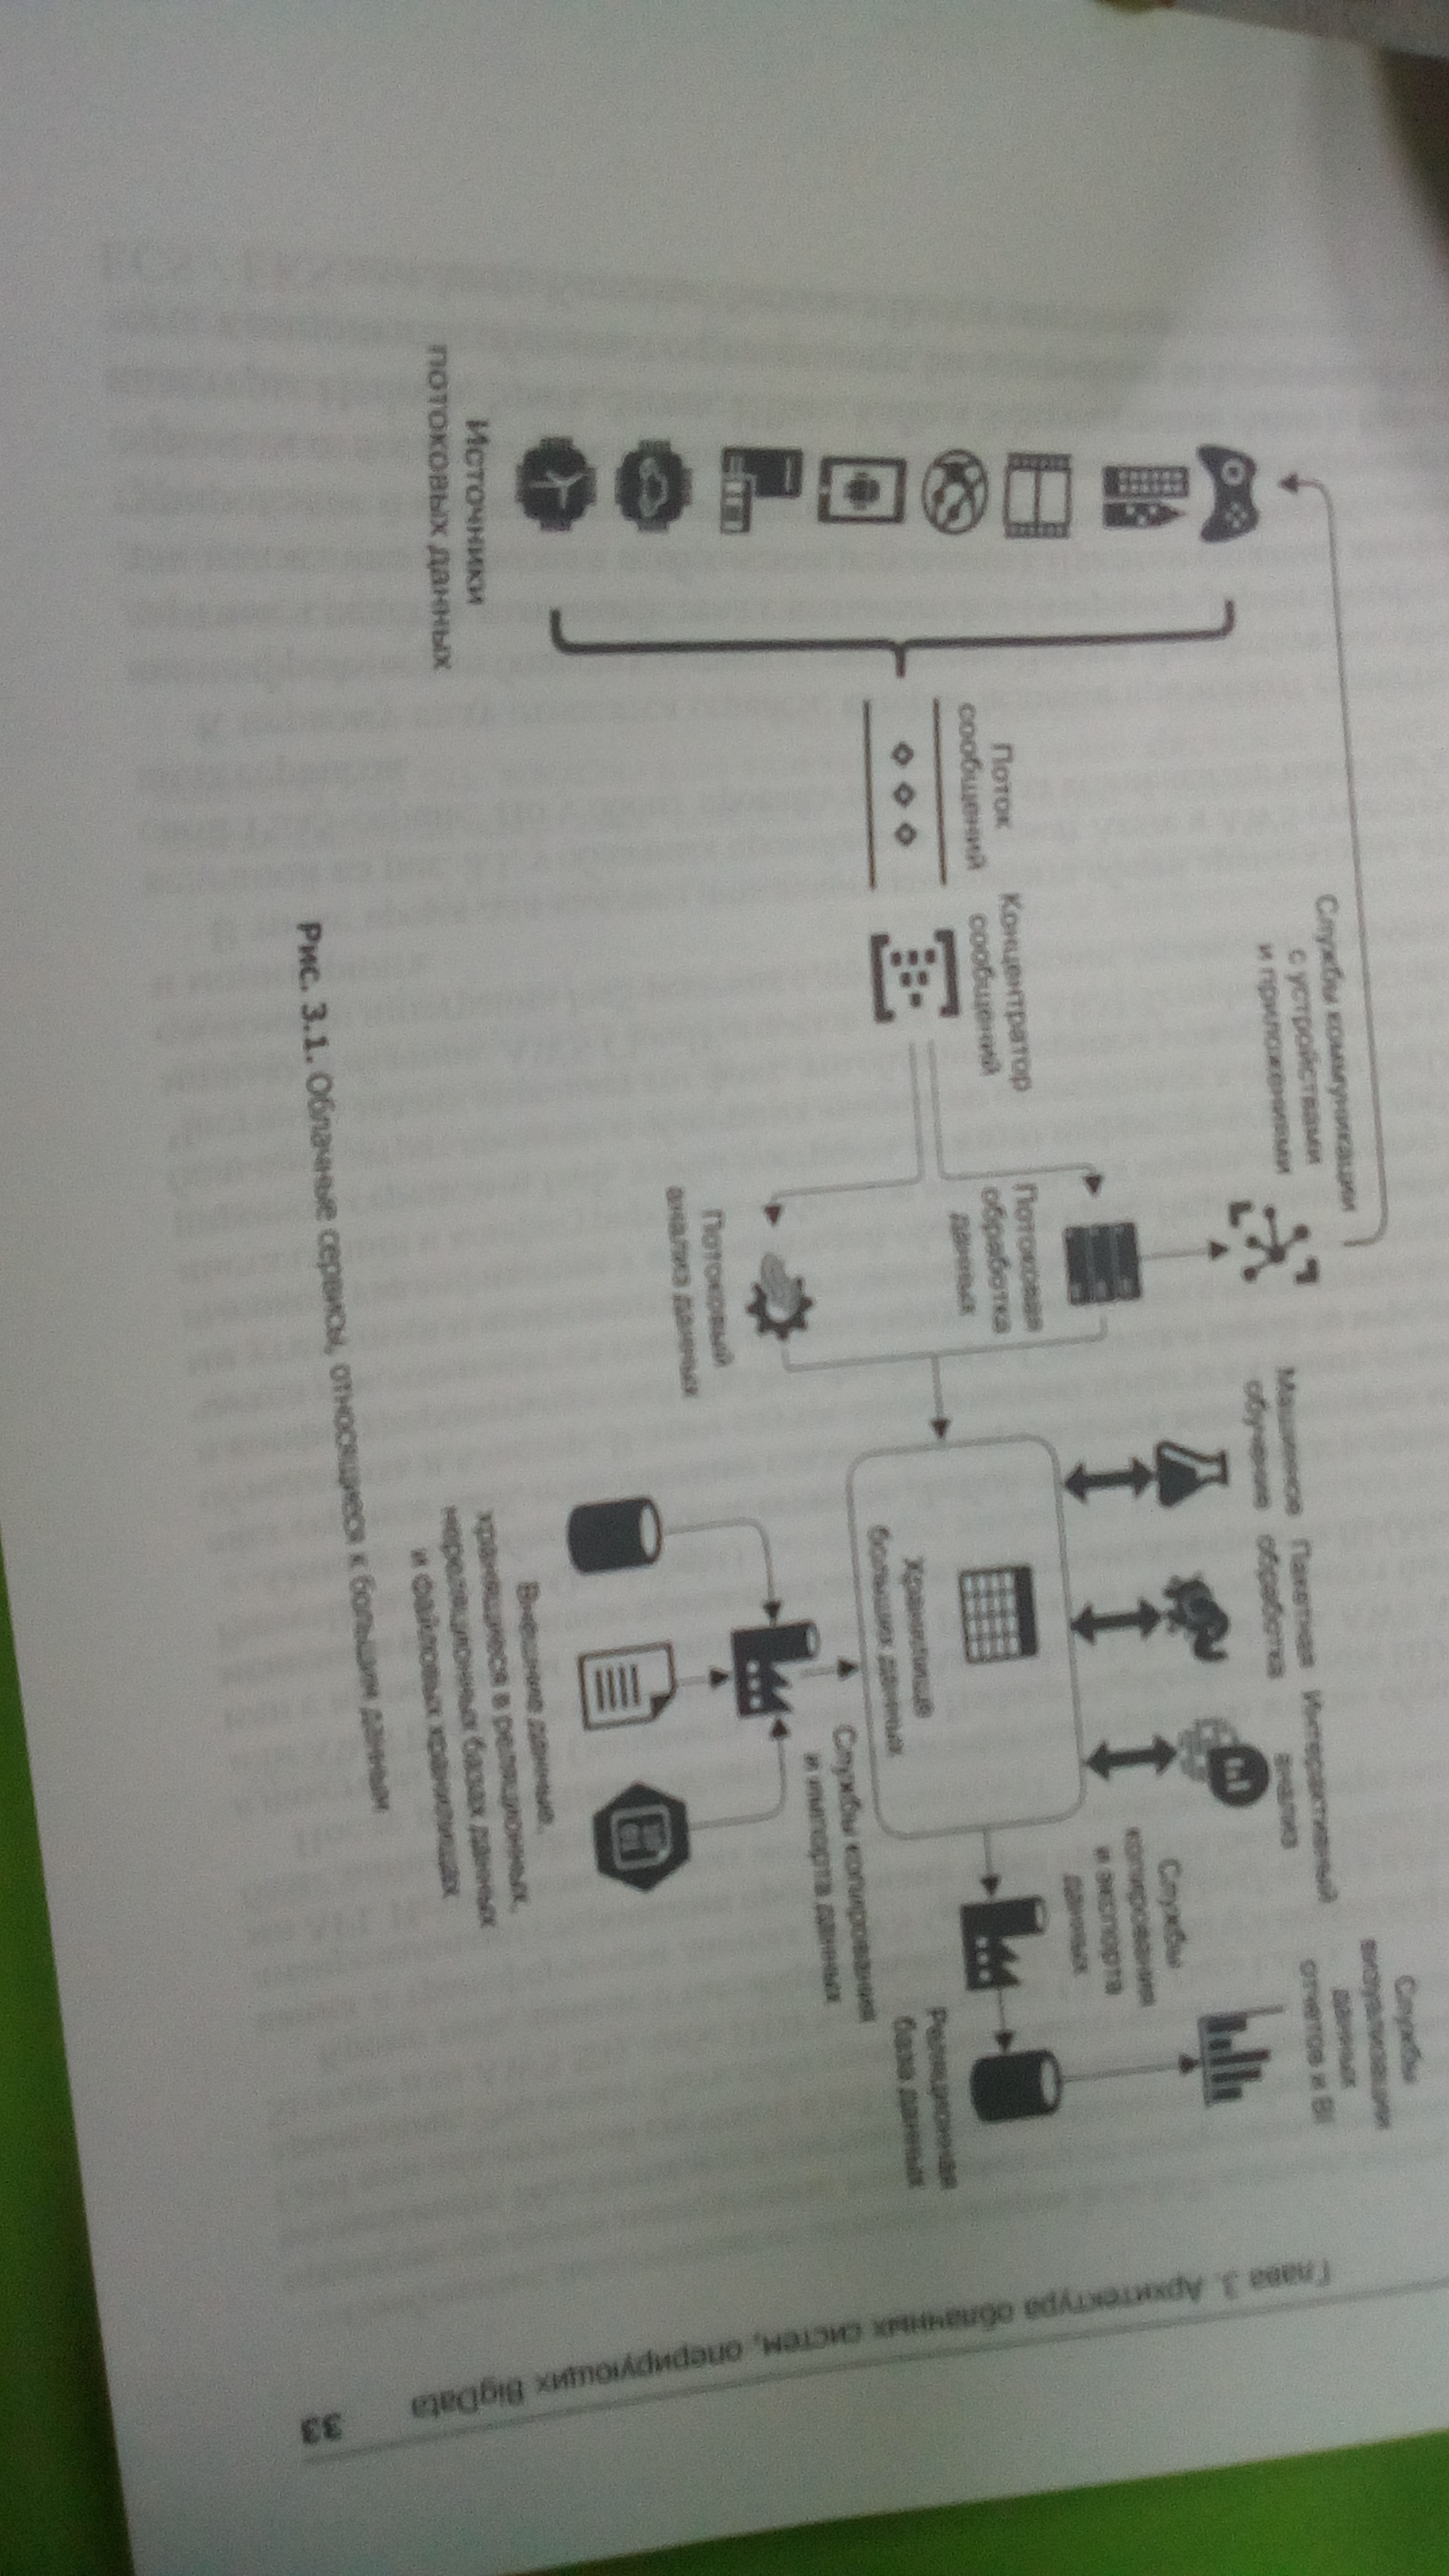 Глава 3. Архитектура облачных систем, оперирующих BigData
33
Службы коммуникации
с устройствами
и приложениями
Источники
потоковых данных
Поток
сообщений
Концентратор
сообщений
Потоковая
обработка
данных
Потоковый
анализ данных
Машинное
обучение
Пакетная
обработка
Интерактивный
анализ
Хранилище
больших данных
Службы
копирования
и экспорта
данных
Службы
визуализации
данных
отчетов и BI
Реляционная
база данных
Службы копирования
и импорта данных
Внешние данные,
хранящиеся в реляционных,
нереляционных базах данных
и файловых хранилищах
Рис. 3.1. Облачные сервисы, относящиеся к большим данным